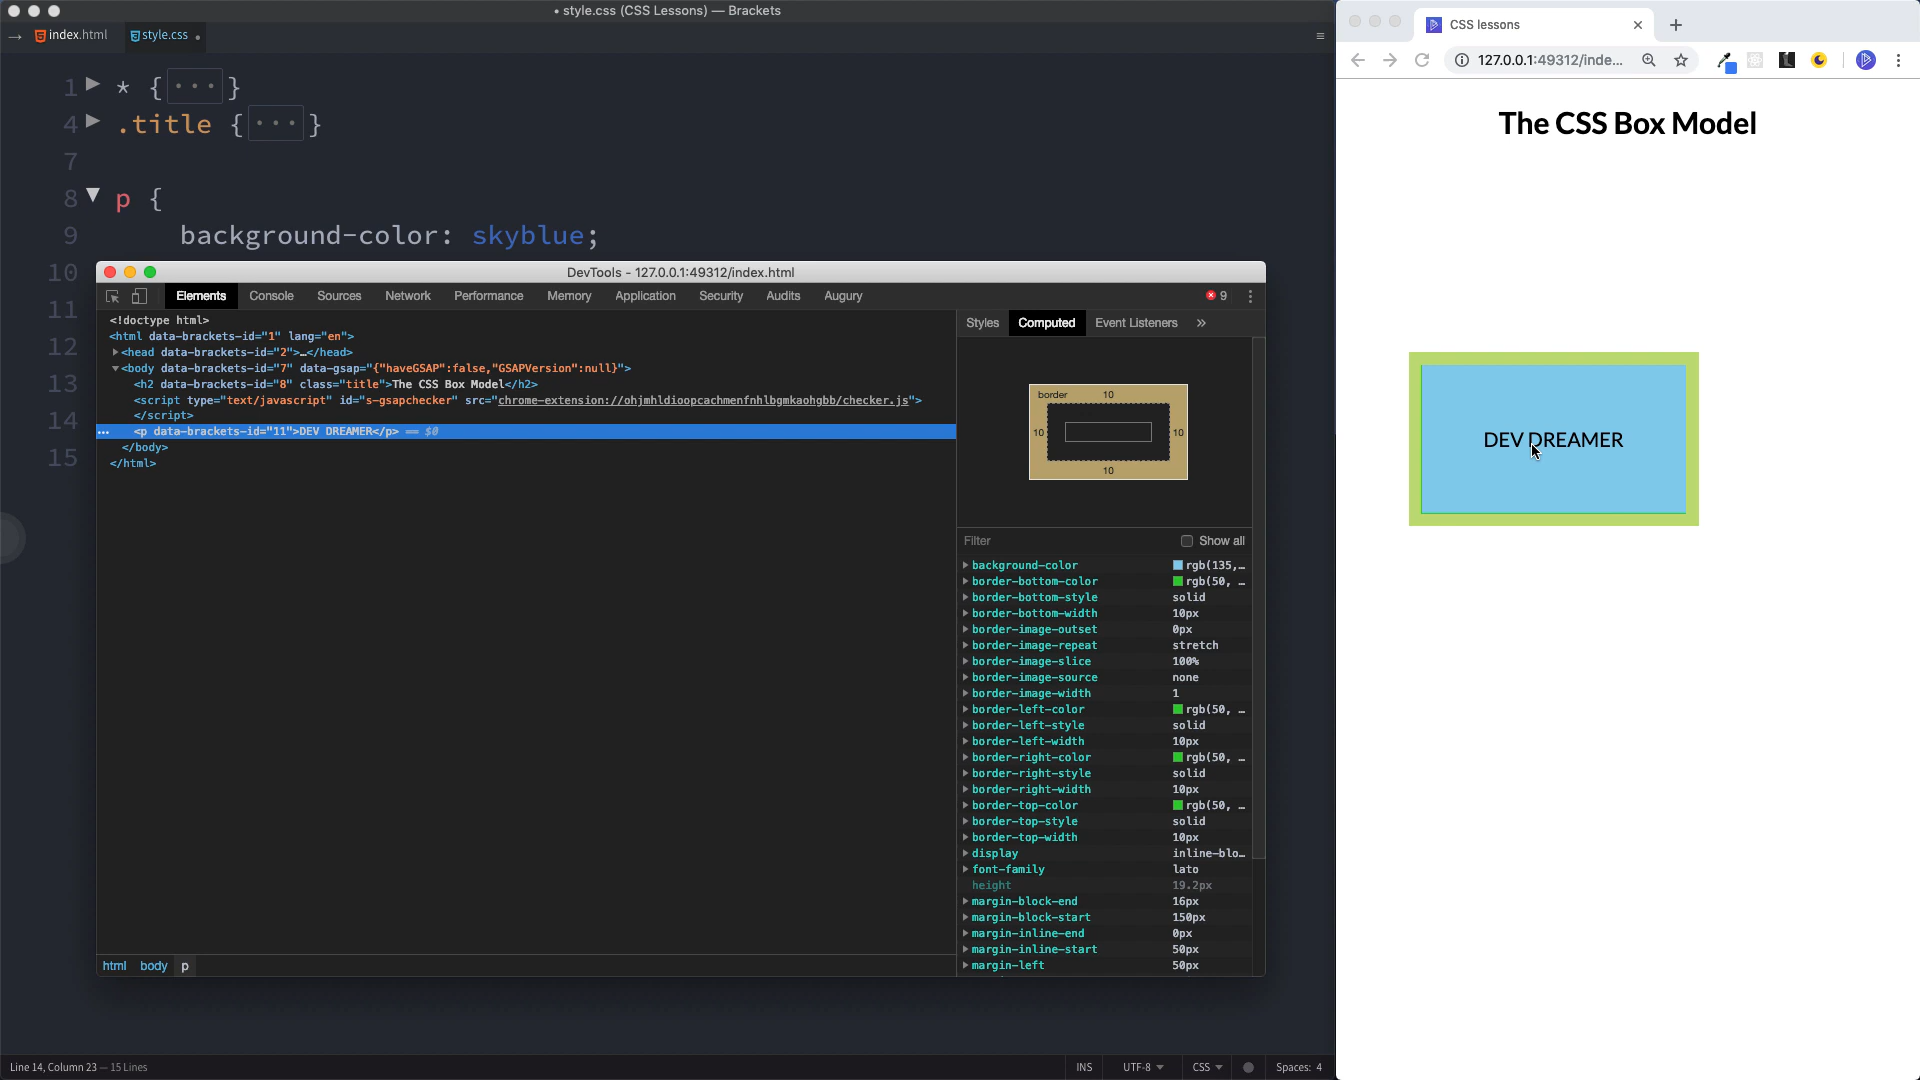 • style.css (CSS Lessons) — Brackets
index.html
style.css •
1 * {···}
4 .title {···}
7
8 p {
9 background-color: skyblue;
10
11
12
13
14
15
DevTools - 127.0.0.1:49312/index.html
Elements Console Sources Network Performance Memory Application Security Audits Augury 9
<!doctype html>
<html data-brackets-id="1" lang="en">
<head data-brackets-id="2">…</head>
<body data-brackets-id="7" data-gsap="{"haveGSAP":false,"GSAPVersion":null}">
<h2 data-brackets-id="8" class="title">The CSS Box Model</h2>
<script type="text/javascript" id="s-gsapchecker" src="chrome-extension://ohjmhldioopcachmenfnhlbgmkaohgbb/checker.js">
</script>
<p data-brackets-id="11">DEV DREAMER</p> == $0
</body>
</html>
html body p
Styles Computed Event Listeners »
border 10
10 10
10
Filter Show all
background-color rgb(135,…
border-bottom-color rgb(50, …
border-bottom-style solid
border-bottom-width 10px
border-image-outset 0px
border-image-repeat stretch
border-image-slice 100%
border-image-source none
border-image-width 1
border-left-color rgb(50, …
border-left-style solid
border-left-width 10px
border-right-color rgb(50, …
border-right-style solid
border-right-width 10px
border-top-color rgb(50, …
border-top-style solid
border-top-width 10px
display inline-blo…
font-family lato
height 19.2px
margin-block-end 16px
margin-block-start 150px
margin-inline-end 0px
margin-inline-start 50px
margin-left 50px
Line 14, Column 23 — 15 Lines
INS UTF-8 CSS Spaces: 4
CSS lessons
127.0.0.1:49312/inde...
The CSS Box Model
DEV DREAMER